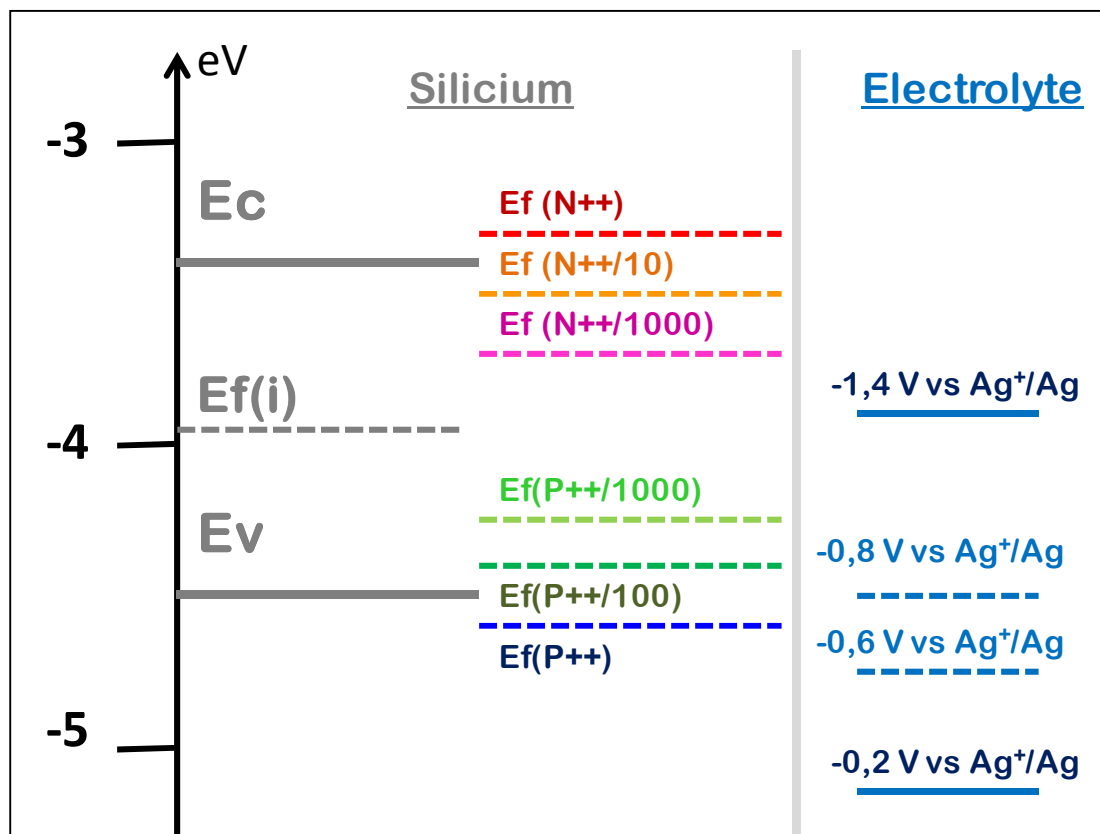 eV
Silicium
Electrolyte
-3
Ec
Ef (N++)
Ef (N++/10)
Ef (N++/1000)
Ef(i)
-1,4 V vs Ag⁺/Ag
-4
Ef(P++/1000)
Ev
-0,8 V vs Ag⁺/Ag
Ef(P++/100)
-0,6 V vs Ag⁺/Ag
Ef(P++)
-5
-0,2 V vs Ag⁺/Ag